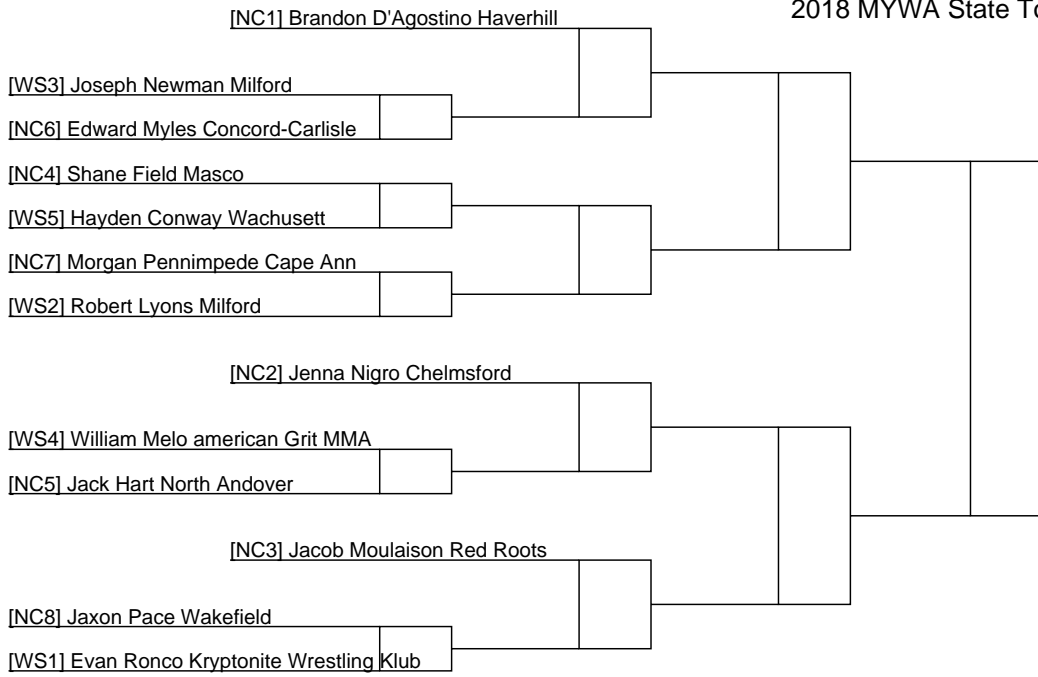 2018 MYWA State
[NC1] Brandon D'Agostino Haverhill
[WS3] Joseph Newman Milford
[NC6] Edward Myles Concord-Carlisle
[NC4] Shane Field Masco
[WS5] Hayden Conway Wachusett
[NC7] Morgan Pennimpede Cape Ann
[WS2] Robert Lyons Milford
[NC2] Jenna Nigro Chelmsford
[WS4] William Melo american Grit MMA
[NC5] Jack Hart North Andover
[NC3] Jacob Moulaison Red Roots
[NC8] Jaxon Pace Wakefield
[WS1] Evan Ronco Kryptonite Wrestling Klub